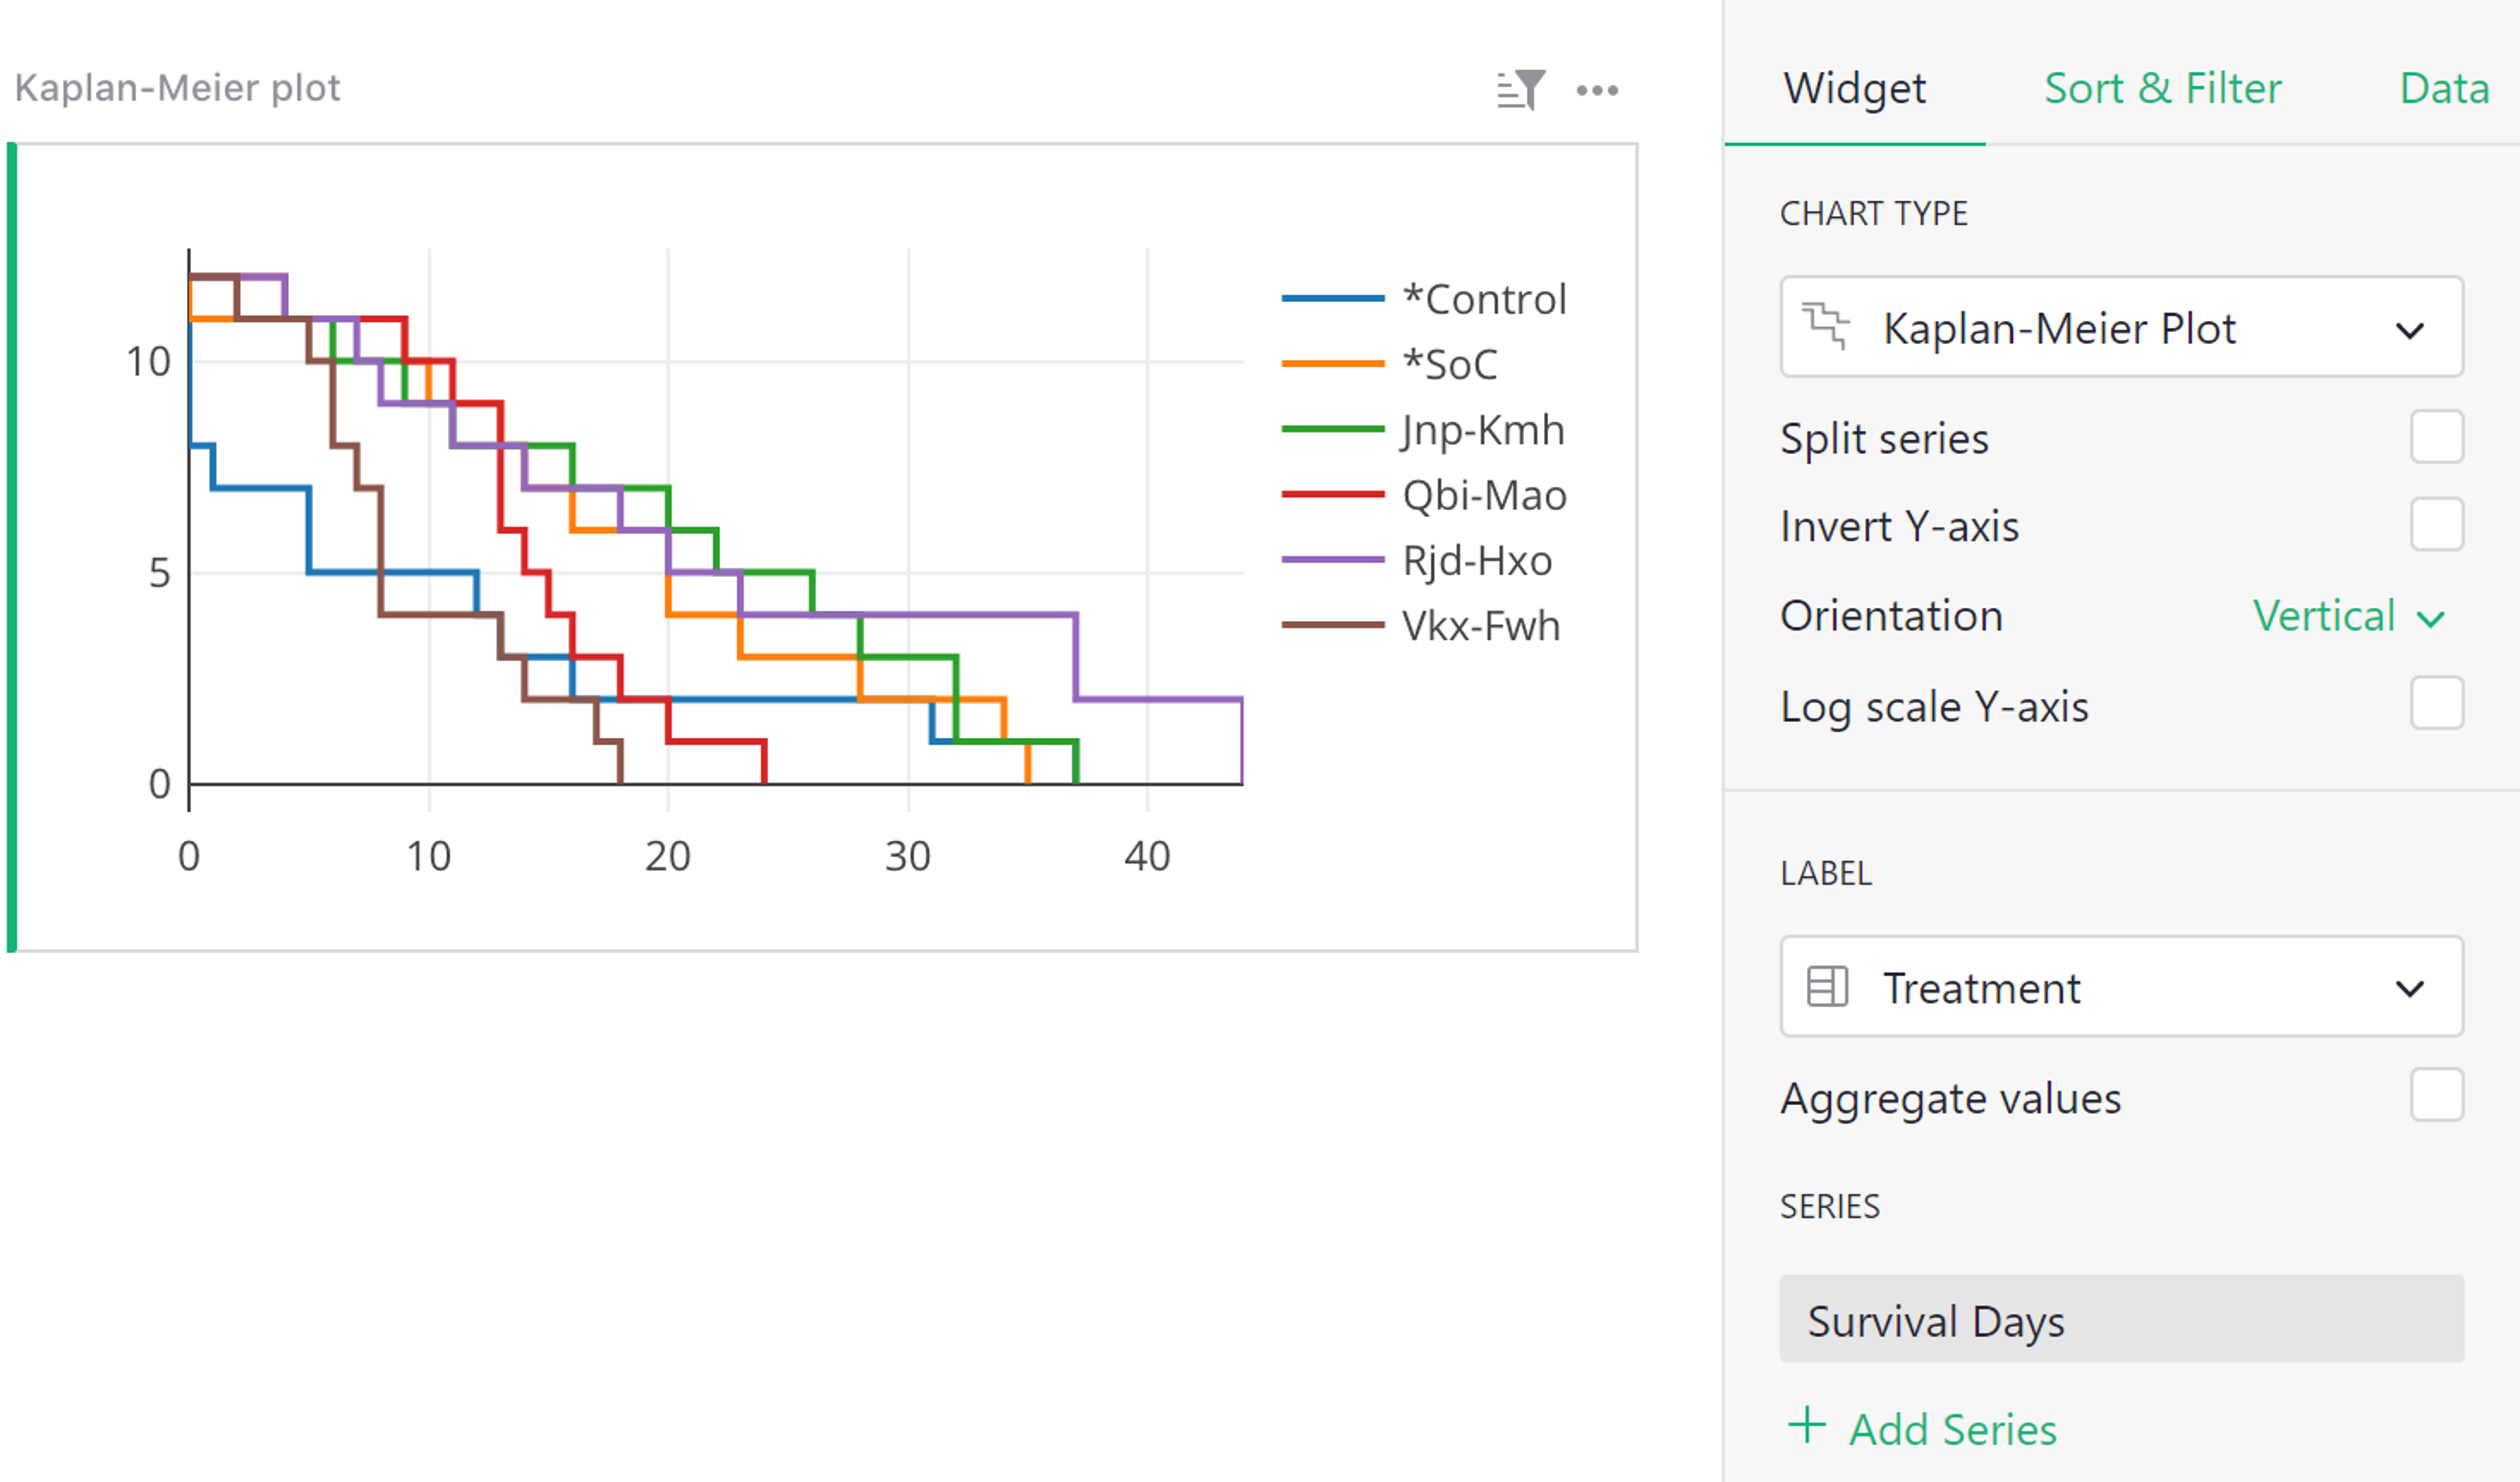 Kaplan-Meier plot
10
5
0
0 10 20 30 40
*Control
*SoC
Jnp-Kmh
Qbi-Mao
Rjd-Hxo
Vkx-Fwh
Widget Sort & Filter Data
CHART TYPE
Kaplan-Meier Plot
Split series
Invert Y-axis
Orientation Vertical
Log scale Y-axis
LABEL
Treatment
Aggregate values
SERIES
Survival Days
+ Add Series